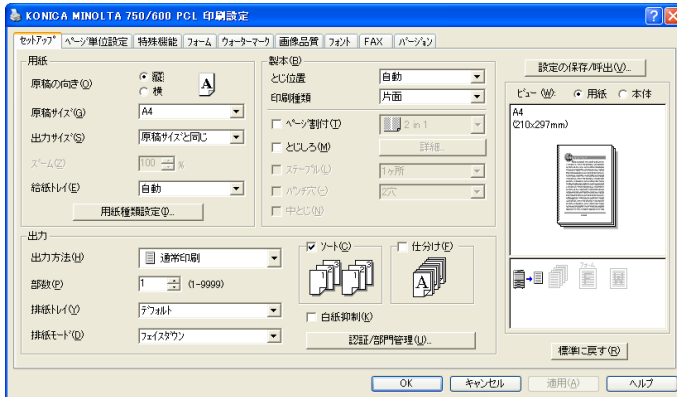 KONICA MINOLTA 750/600 PCL 印刷設定
セットアップ ページ単位設定 特殊機能 フォーム ウォーターマーク 画像品質 フォント FAX バージョン
用紙
原稿の向き(O)
縦
横
A
原稿サイズ(G)
A4
出力サイズ(S)
原稿サイズと同じ
ズーム(Z)
100 %
給紙トレイ(E)
自動
用紙種類設定(I)...
製本(B)
とじ位置
自動
印刷種類
片面
ページ割付(T)
2 in 1
とじしろ(M)
詳細...
ステープル(L)
1ヶ所
パンチ穴(-)
2穴
中とじ(N)
出力
出力方法(H)
通常印刷
部数(P)
1 (1-9999)
排紙トレイ(Y)
デフォルト
排紙モード(D)
フェイスダウン
ソート(C)
1 2 3 1 2 3
仕分け(F)
A
白紙抑制(K)
認証/部門管理(U)...
設定の保存/呼出(V)...
ビュー(W): 用紙 本体
A4
(210x297mm)
フォーム
標準に戻す(R)
OK キャンセル 適用(A) ヘルプ